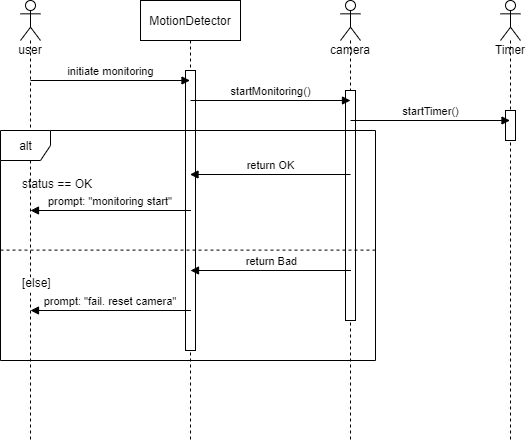 MotionDetector
user
camera
Timer
initiate monitoring
startMonitoring()
startTimer()
alt
return OK
status == OK
prompt: "monitoring start"
return Bad
[else]
prompt: "fail. reset camera"